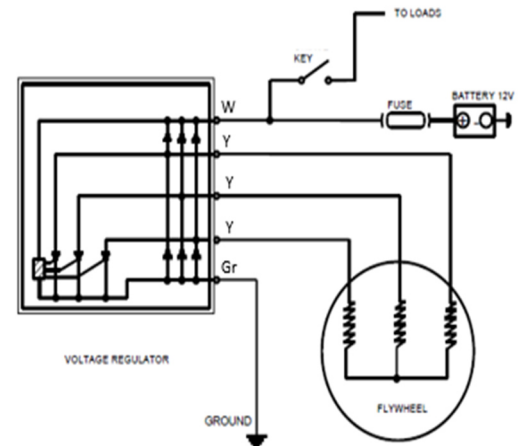 TO LOADS
KEY
W
FUSE
BATTERY 12V
+ -
Y
Y
Y
Gr
VOLTAGE REGULATOR
FLYWHEEL
GROUND